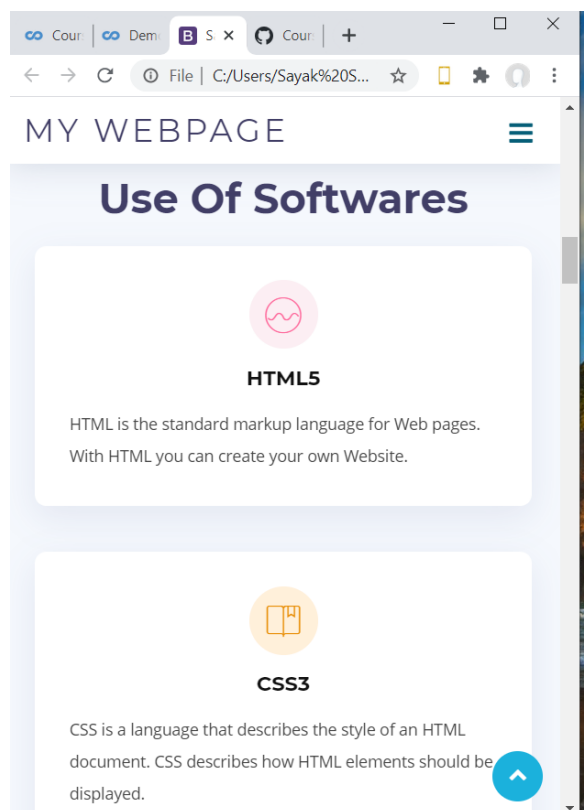 Cour
Dem
B S
Cour
File | C:/Users/Sayak%20S...
MY WEBPAGE
Use Of Softwares
HTML5
HTML is the standard markup language for Web pages.
With HTML you can create your own Website.
CSS3
CSS is a language that describes the style of an HTML
document. CSS describes how HTML elements should be
displayed.